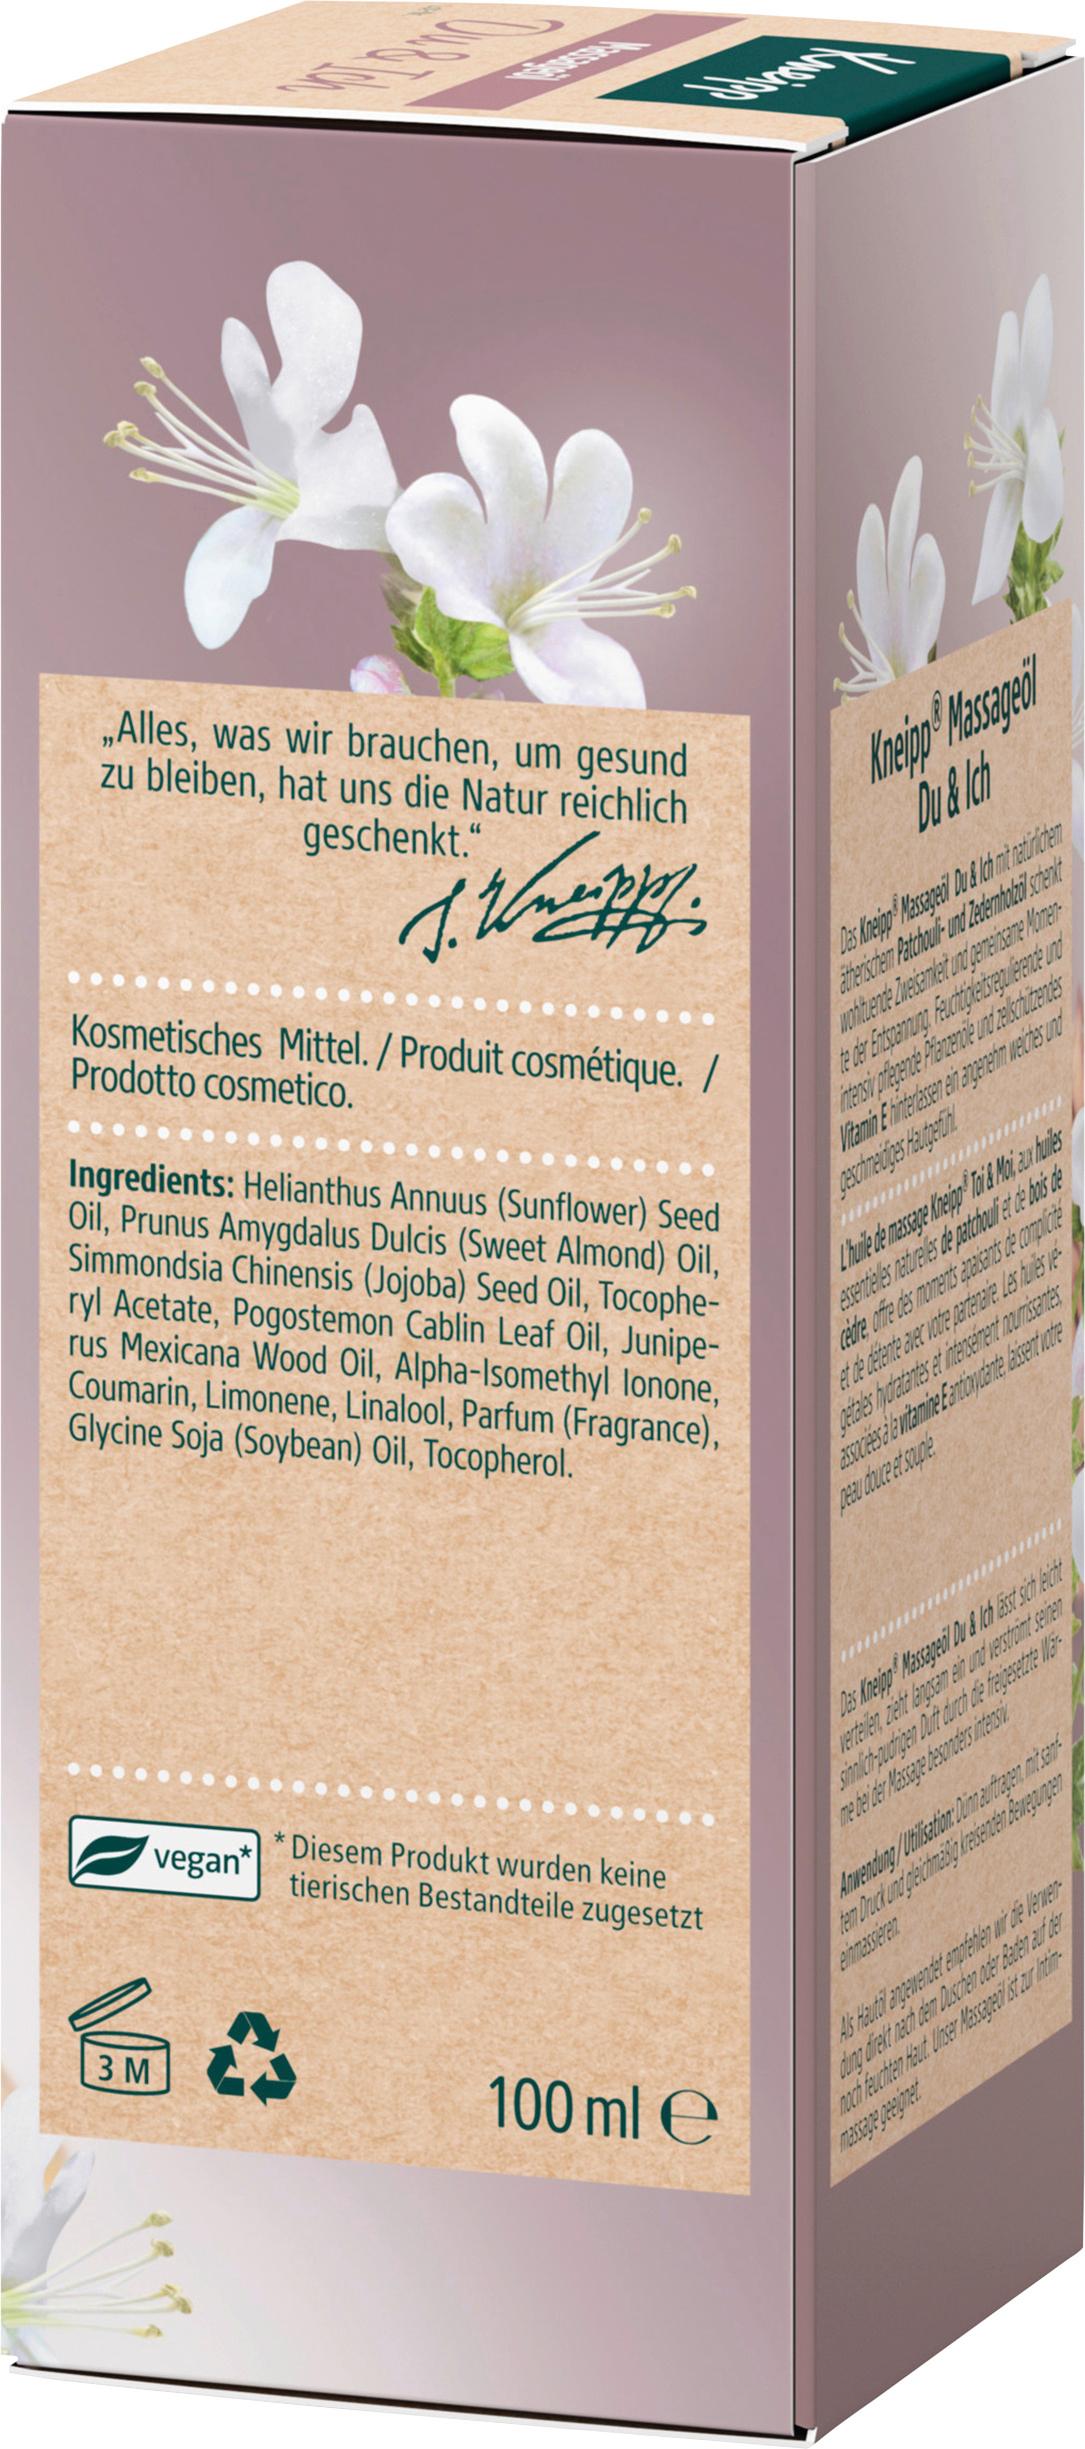 Kneipp
Massageöl
Du & Ich
„Alles, was wir brauchen, um gesund
zu bleiben, hat uns die Natur reichlich
geschenkt.“
S. Kneipp.
Kosmetisches Mittel. / Produit cosmétique. /
Prodotto cosmetico.
Ingredients: Helianthus Annuus (Sunflower) Seed
Oil, Prunus Amygdalus Dulcis (Sweet Almond) Oil,
Simmondsia Chinensis (Jojoba) Seed Oil, Tocophe-
ryl Acetate, Pogostemon Cablin Leaf Oil, Junipe-
rus Mexicana Wood Oil, Alpha-Isomethyl Ionone,
Coumarin, Limonene, Linalool, Parfum (Fragrance),
Glycine Soja (Soybean) Oil, Tocopherol.
vegan*
* Diesem Produkt wurden keine
tierischen Bestandteile zugesetzt
3 M
100 ml ℮
Kneipp® Massageöl
Du & Ich
Das Kneipp® Massageöl Du & Ich mit natürlichem
ätherischem Patchouli- und Zedernholzöl schenkt
wohltuende Zweisamkeit und gemeinsame Momen-
te der Entspannung. Feuchtigkeitsregulierende und
intensiv pflegende Pflanzenöle und zellschützendes
Vitamin E hinterlassen ein angenehm weiches und
geschmeidiges Hautgefühl.
L'huile de massage Kneipp® Toi & Moi, aux huiles
essentielles naturelles de patchouli et de bois de
cèdre, offre des moments apaisants de complicité
et de détente avec votre partenaire. Les huiles vé-
gétales hydratantes et intensément nourrissantes,
associées à la vitamine E antioxydante, laissent votre
peau douce et souple.
Das Kneipp® Massageöl Du & Ich lässt sich leicht
verteilen, zieht langsam ein und verströmt seinen
sinnlich-pudrigen Duft durch die freigesetzte Wär-
me bei der Massage besonders intensiv.
Anwendung / Utilisation: Dünn auftragen, mit sanf-
tem Druck und gleichmäßig kreisenden Bewegungen
einmassieren.
Als Hautöl angewendet empfehlen wir die Verwen-
dung direkt nach dem Duschen oder Baden auf der
noch feuchten Haut. Unser Massageöl ist zur Intim-
massage geeignet.